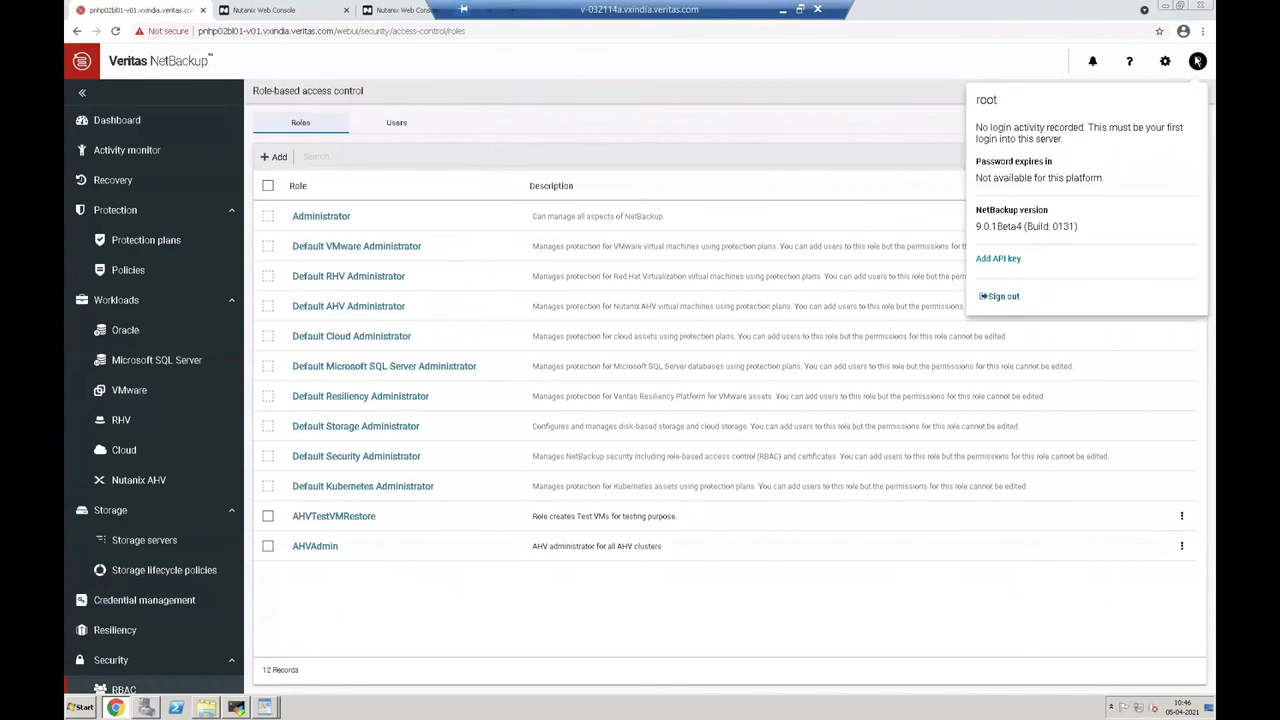 pnhp02bl01-v01.vxindia.veritas.com
Nutanix Web Console
Nutanix Web Cons
v-032114a.vxindia.veritas.com
Not secure
pnhp02bl01-v01.vxindia.veritas.com/webui/security/access-control/roles
Veritas NetBackup™
Dashboard
Activity monitor
Recovery
Protection
Protection plans
Policies
Workloads
Oracle
Microsoft SQL Server
VMware
RHV
Cloud
Nutanix AHV
Storage
Storage servers
Storage lifecycle policies
Credential management
Resiliency
Security
RBAC
Role-based access control
Roles
Users
+ Add
Search
Role
Description
Administrator
Can manage all aspects of NetBackup.
Default VMware Administrator
Manages protection for VMware virtual machines using protection plans. You can add users to this role but the permissions for th
Default RHV Administrator
Manages protection for Red Hat Virtualization virtual machines using protection plans. You can add users to this role but the perm
Default AHV Administrator
Manages protection for Nutanix AHV virtual machines using protection plans. You can add users to this role but the permissions fo
Default Cloud Administrator
Manages protection for cloud assets using protection plans. You can add users to this role but the permissions for this role cannot be edited.
Default Microsoft SQL Server Administrator
Manages protection for Microsoft SQL Server databases using protection plans. You can add users to this role but the permissions for this role cannot be edited.
Default Resiliency Administrator
Manages protection for Veritas Resiliency Platform for VMware assets. You can add users to this role but the permissions for this role cannot be edited.
Default Storage Administrator
Configures and manages disk-based storage and cloud storage. You can add users to this role but the permissions for this role cannot be edited.
Default Security Administrator
Manages NetBackup security including role-based access control (RBAC) and certificates. You can add users to this role but the permissions for this role cannot be edited.
Default Kubernetes Administrator
Manages protection for Kubernetes assets using protection plans. You can add users to this role but the permissions for this role cannot be edited.
AHVTestVMRestore
Role creates Test VMs for testing purpose.
AHVAdmin
AHV administrator for all AHV clusters
12 Records
root
No login activity recorded. This must be your first
login into this server.
Password expires in
Not available for this platform.
NetBackup version
9.0.1Beta4 (Build: 0131)
Add API key
Sign out
Start
10:46
05-04-2021